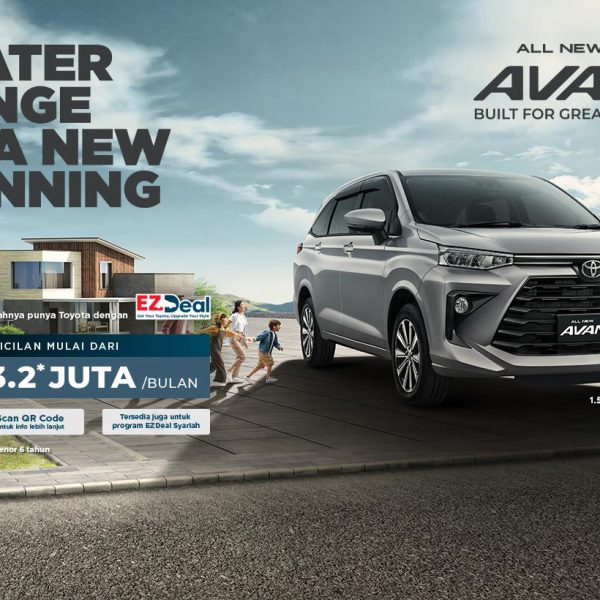 ATER
NGE
A NEW
NNING
ALL NEW
AVA
BUILT FOR GREA
ahnya punya Toyota dengan
EZDeal
Get Your Toyota, Upgrade Your Style
ICILAN MULAI DARI
3.2* JUTA /BULAN
Scan QR Code
ntuk info lebih lanjut
Tersedia juga untuk
program EZDeal Syariah
enor 6 tahun
ALL NEW
AVAN
1.5